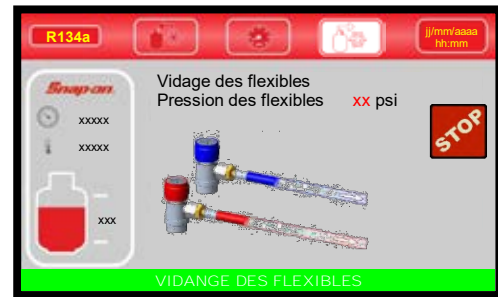 R134a
jj/mm/aaaa
hh:mm
Snap-on
xxxxx
xxxxx
xxx
Vidage des flexibles
Pression des flexibles xx psi
STOP
VIDANGE DES FLEXIBLES